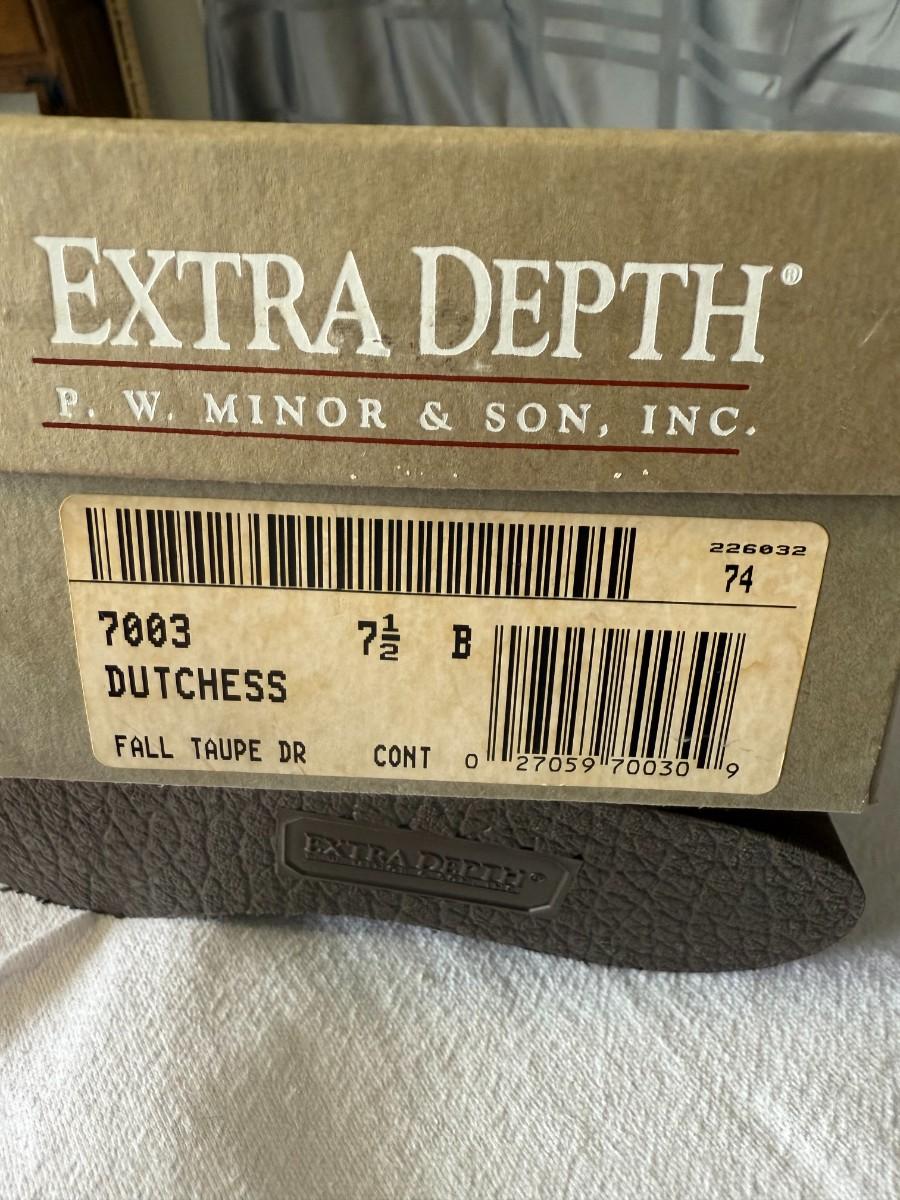 EXTRA DEPTH®
P. W. MINOR & SON, INC.
226032
74
7003 7½ B
DUTCHESS
FALL TAUPE DR CONT
0 27059 70030 9
EXTRA DEPTH®